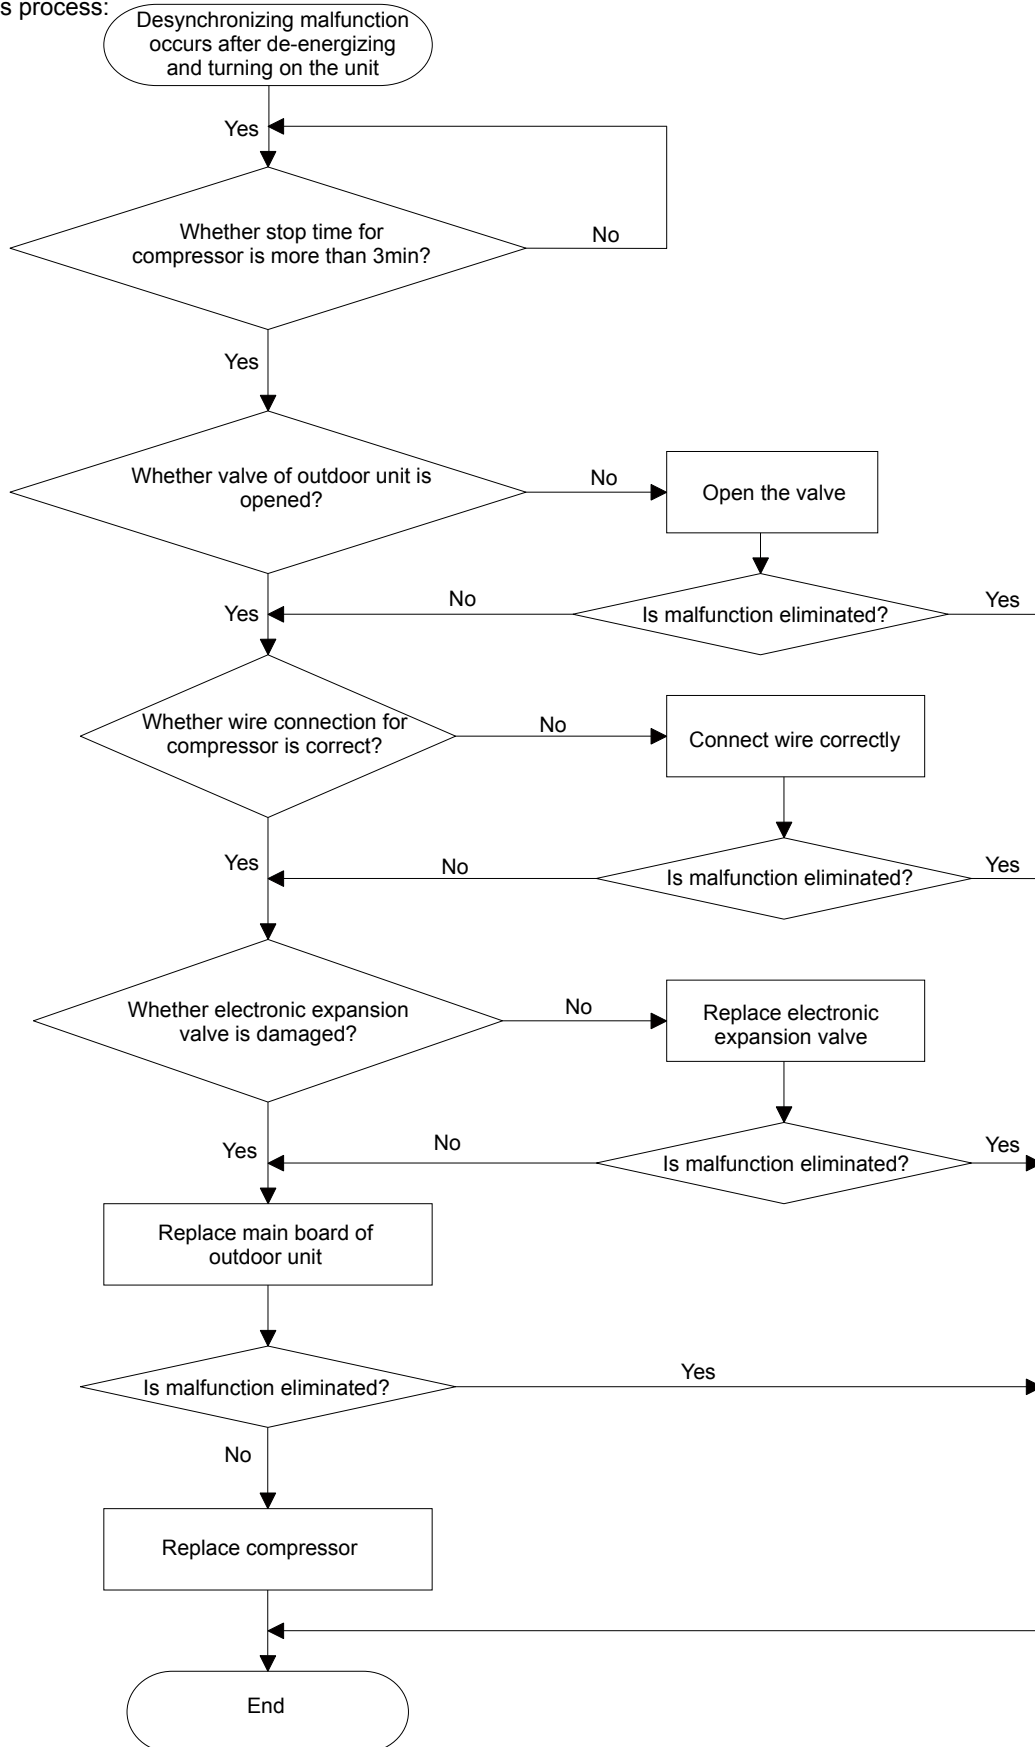 s process:
Desynchronizing malfunction
occurs after de-energizing
and turning on the unit
Yes
Whether stop time for
compressor is more than 3min?
No
Yes
Whether valve of outdoor unit is
opened?
No
Open the valve
Yes
No
Is malfunction eliminated?
Yes
Whether wire connection for
compressor is correct?
No
Connect wire correctly
Yes
No
Is malfunction eliminated?
Yes
Whether electronic expansion
valve is damaged?
No
Replace electronic
expansion valve
Yes
No
Is malfunction eliminated?
Yes
Replace main board of
outdoor unit
Is malfunction eliminated?
Yes
No
Replace compressor
End